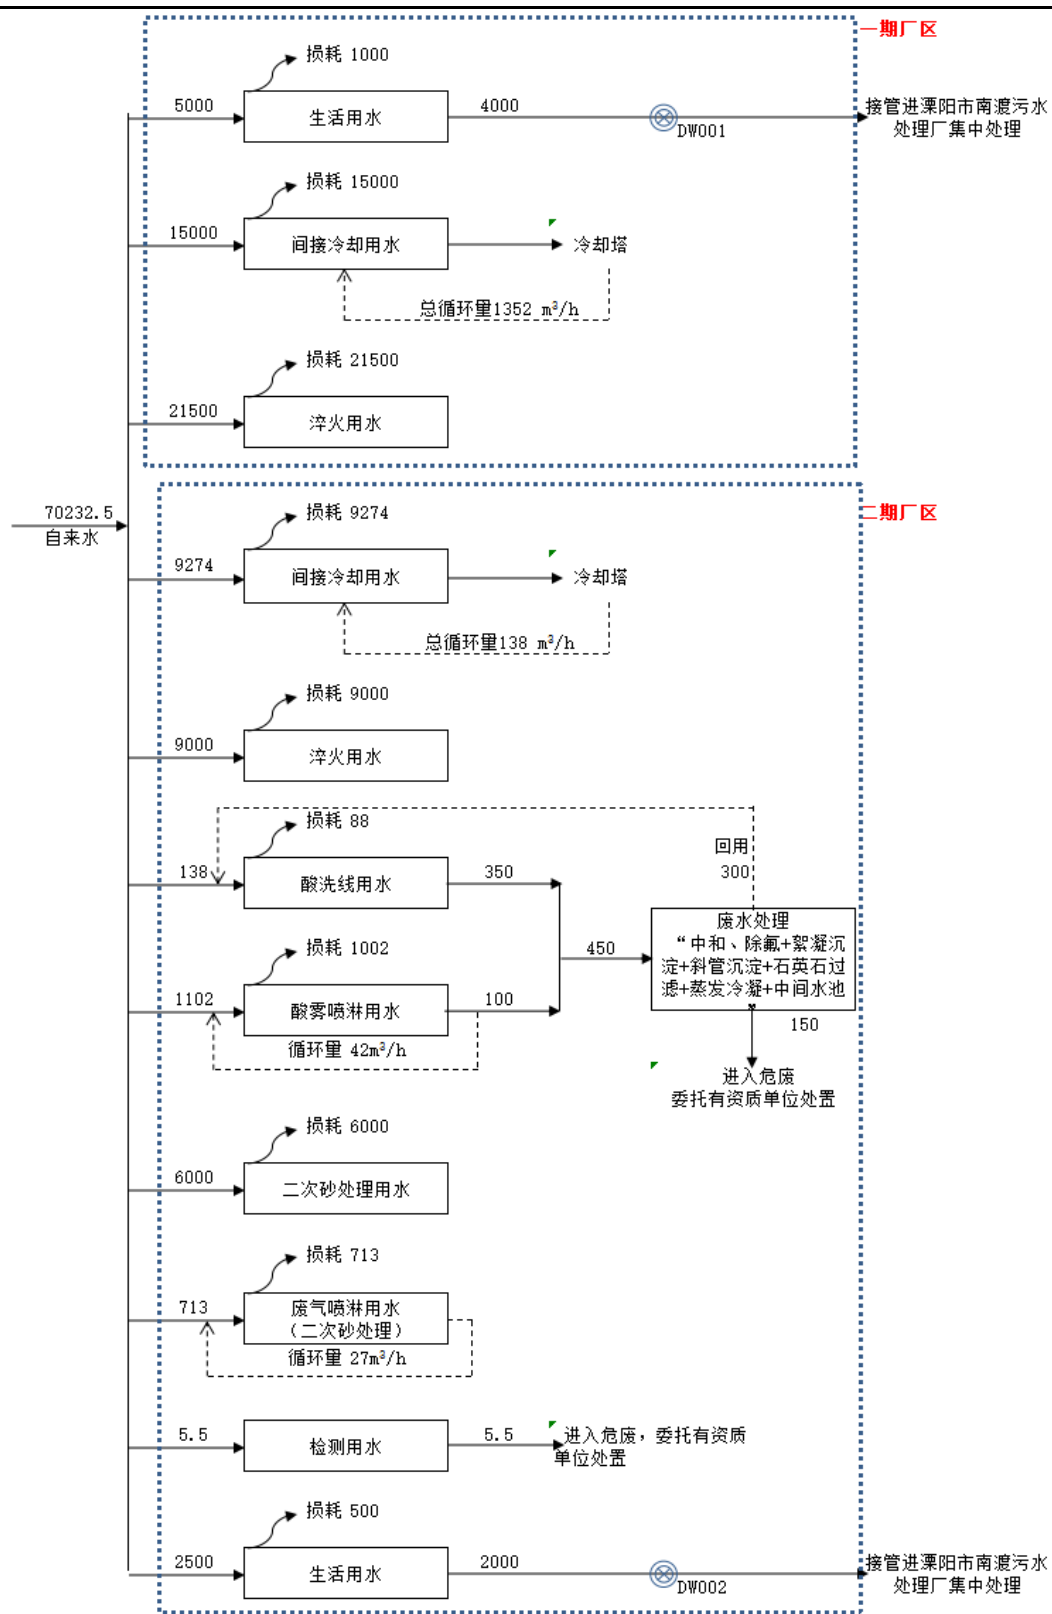 一期厂区
损耗 1000
5000
生活用水
4000
DW001
接管进溧阳市南渡污水
处理厂集中处理
损耗 15000
15000
间接冷却用水
冷却塔
总循环量1352 m³/h
损耗 21500
21500
淬火用水
二期厂区
70232.5
自来水
损耗 9274
9274
间接冷却用水
冷却塔
总循环量138 m³/h
损耗 9000
9000
淬火用水
损耗 88
138
酸洗线用水
350
回用
300
废水处理
“中和、除氟+絮凝沉
淀+斜管沉淀+石英石过
滤+蒸发冷凝+中间水池
”
450
150
进入危废
委托有资质单位处置
损耗 1002
1102
酸雾喷淋用水
100
循环量 42m³/h
损耗 6000
6000
二次砂处理用水
损耗 713
713
废气喷淋用水
（二次砂处理）
循环量 27m³/h
5.5
检测用水
5.5
进入危废，委托有资质
单位处置
损耗 500
2500
生活用水
2000
DW002
接管进溧阳市南渡污水
处理厂集中处理